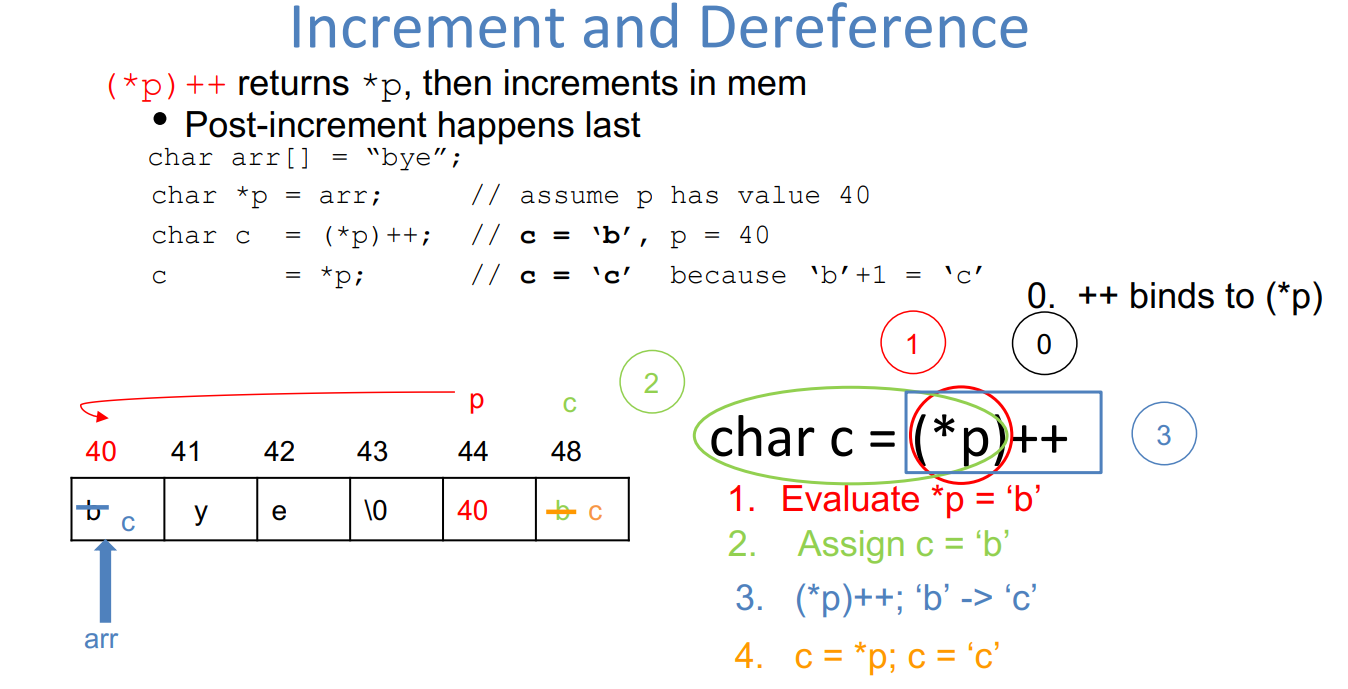 Increment and Dereference
(*p)++ returns *p, then increments in mem
• Post-increment happens last
char arr[] = “bye”;
char *p = arr; // assume p has value 40
char c = (*p)++; // c = ‘b’, p = 40
c = *p; // c = ‘c’ because ‘b’+1 = ‘c’
0. ++ binds to (*p)
1 0
2
p c
40 41 42 43 44 48
b c y e \0 40 b c
arr
char c = (*p)++
3
1. Evaluate *p = ‘b’
2. Assign c = ‘b’
3. (*p)++; ‘b’ -> ‘c’
4. c = *p; c = ‘c’